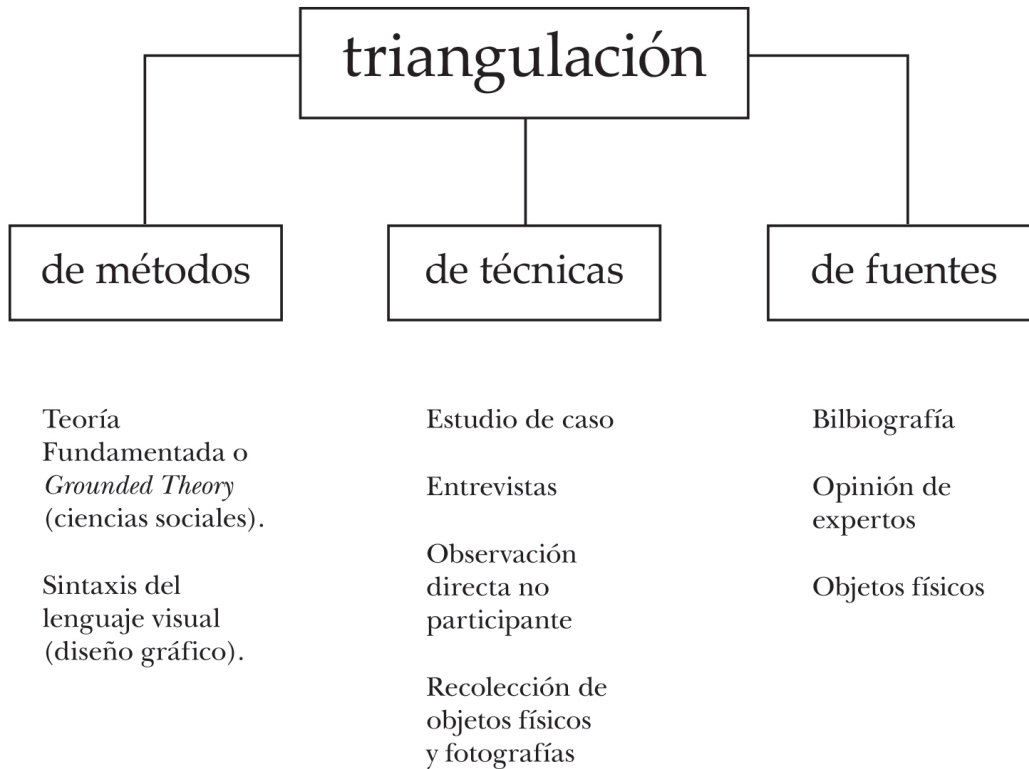 triangulación
de métodos
de técnicas
de fuentes
Teoría
Fundamentada o
Grounded Theory
(ciencias sociales).
Sintaxis del
lenguaje visual
(diseño gráfico).
Estudio de caso
Entrevistas
Observación
directa no
participante
Recolección de
objetos físicos
y fotografías
Bilbiografía
Opinión de
expertos
Objetos físicos